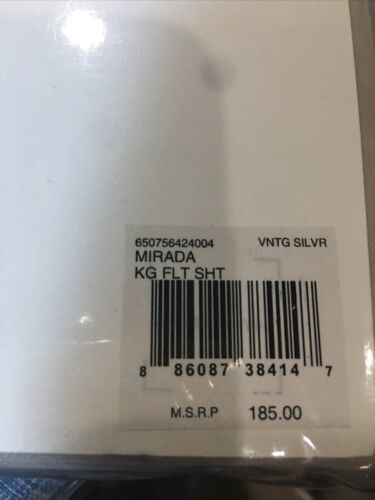 650756424004 VNTG SILVR
MIRADA
KG FLT SHT
8 86087 38414 7
M.S.R.P 185.00